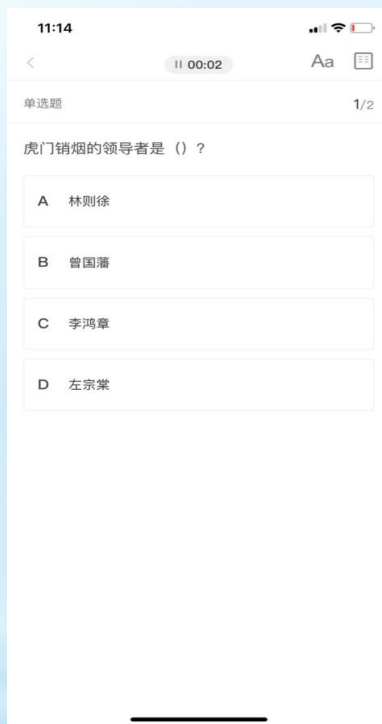 11:14
00:02
Aa
单选题
1/2
虎门销烟的领导者是（）？
A 林则徐
B 曾国藩
C 李鸿章
D 左宗棠